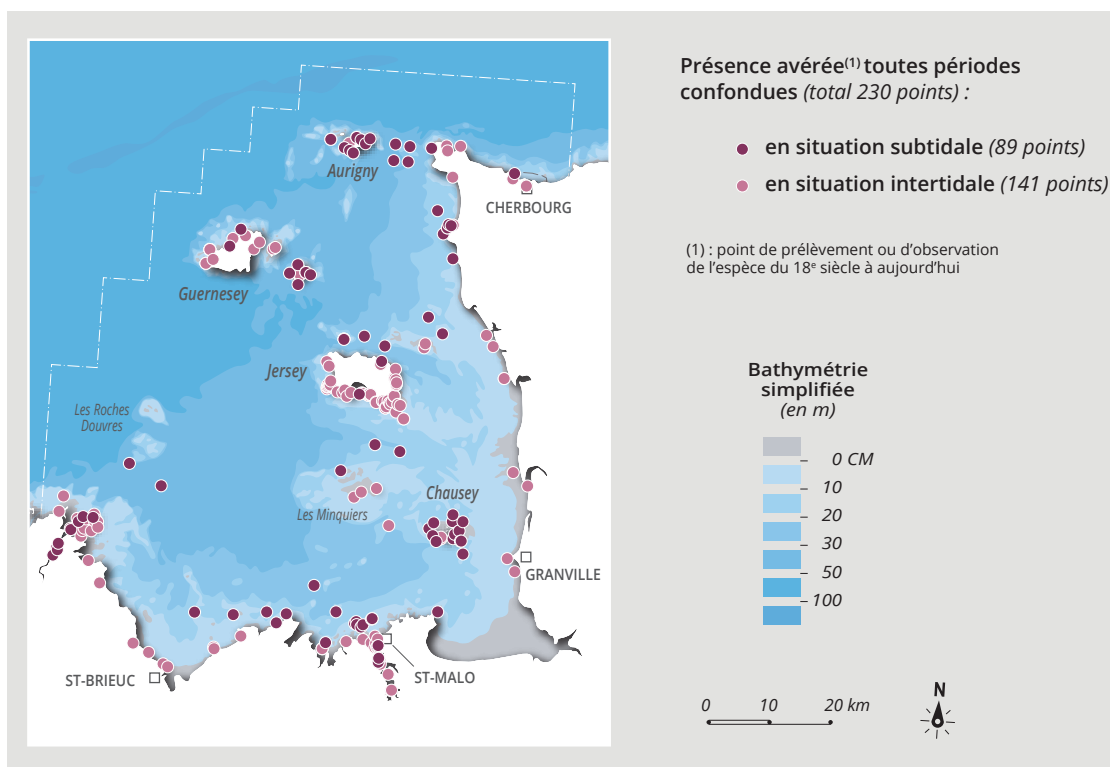 Présence avérée(1) toutes périodes
confondues (total 230 points) :
en situation subtidale (89 points)
en situation intertidale (141 points)
(1) : point de prélèvement ou d'observation
de l'espèce du 18e siècle à aujourd'hui
Aurigny
CHERBOURG
Guernesey
Jersey
Les Roches
Douvres
Les Minquiers
Chausey
GRANVILLE
ST-BRIEUC
ST-MALO
Bathymétrie
simplifiée
(en m)
0 CM
10
20
30
50
100
0 10 20 km
N